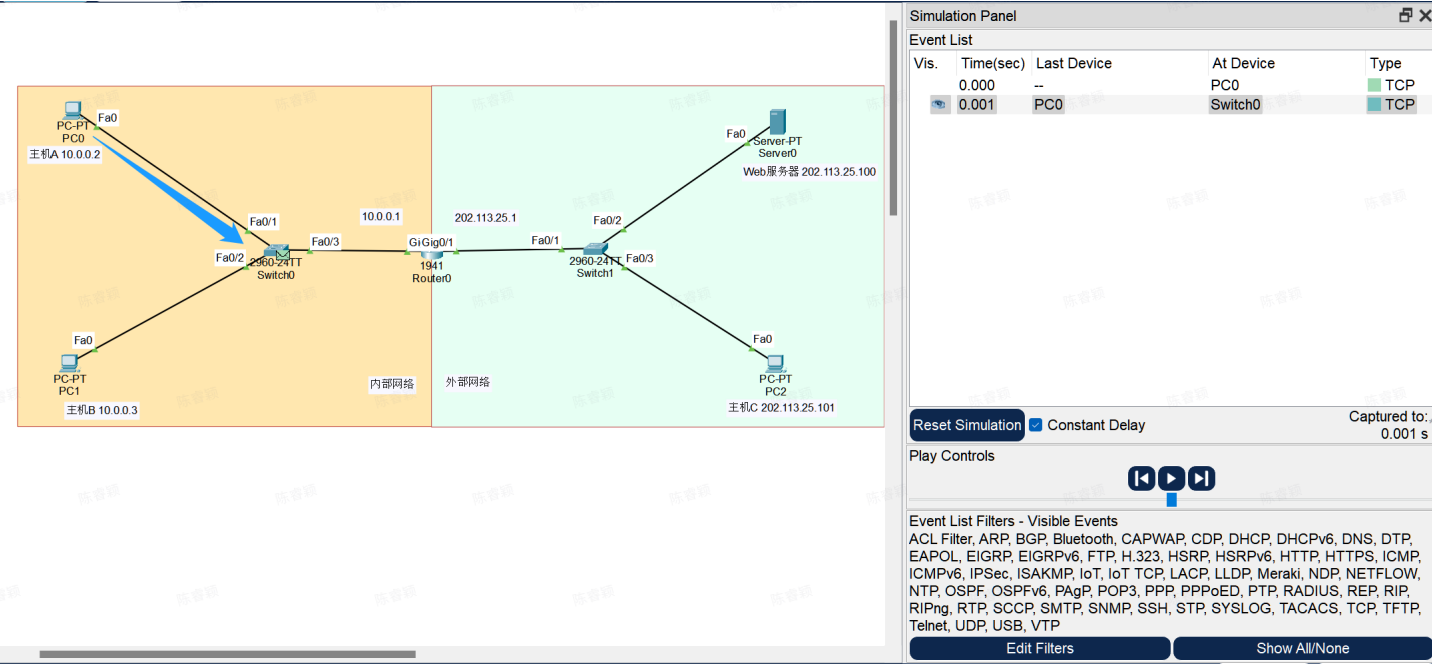 Simulation Panel
Event List
Vis. Time(sec) Last Device At Device Type
0.000 -- PC0 TCP
0.001 PC0 Switch0 TCP
Fa0
PC-PT
PC0
主机A 10.0.0.2
Fa0/1
Fa0/2
Fa0/3
2960-24TT
Switch0
10.0.0.1
202.113.25.1
GiGig0/1
1941
Router0
Fa0/1
Fa0/2
Fa0/3
2960-24TT
Switch1
Fa0
Server-PT
Server0
Web服务器 202.113.25.100
Fa0
PC-PT
PC1
主机B 10.0.0.3
内部网络
外部网络
Fa0
PC-PT
PC2
主机C 202.113.25.101
陈睿颖
Reset Simulation
Constant Delay
Captured to:
0.001 s
Play Controls
Event List Filters - Visible Events
ACL Filter, ARP, BGP, Bluetooth, CAPWAP, CDP, DHCP, DHCPv6, DNS, DTP,
EAPOL, EIGRP, EIGRPv6, FTP, H.323, HSRP, HSRPv6, HTTP, HTTPS, ICMP,
ICMPv6, IPSec, ISAKMP, IoT, IoT TCP, LACP, LLDP, Meraki, NDP, NETFLOW,
NTP, OSPF, OSPFv6, PAgP, POP3, PPP, PPPoED, PTP, RADIUS, REP, RIP,
RIPng, RTP, SCCP, SMTP, SNMP, SSH, STP, SYSLOG, TACACS, TCP, TFTP,
Telnet, UDP, USB, VTP
Edit Filters
Show All/None